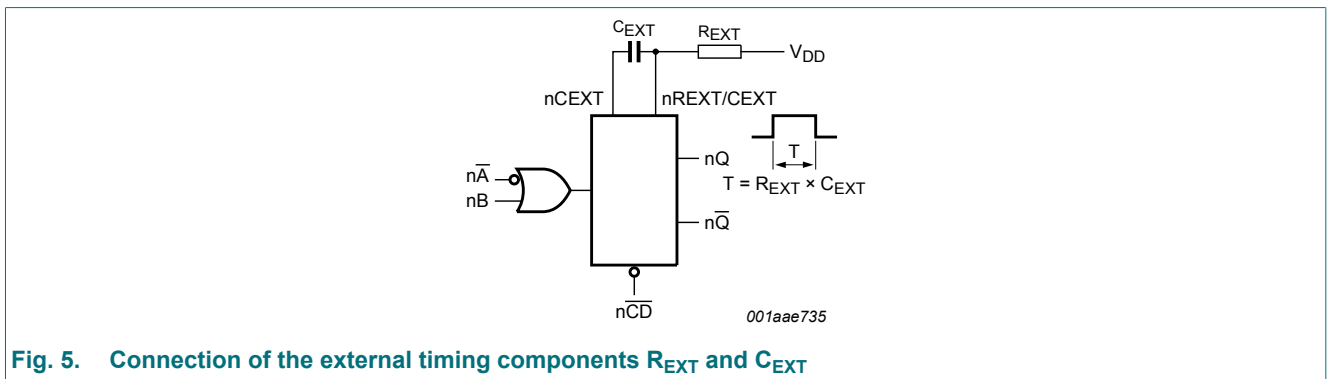 CEXT
REXT
VDD
nCEXT
nREXT/CEXT
T
nQ
T = REXT × CEXT
nA̅
nB
nQ̅
nC̅D̅
001aae735
Fig. 5. Connection of the external timing components REXT and CEXT